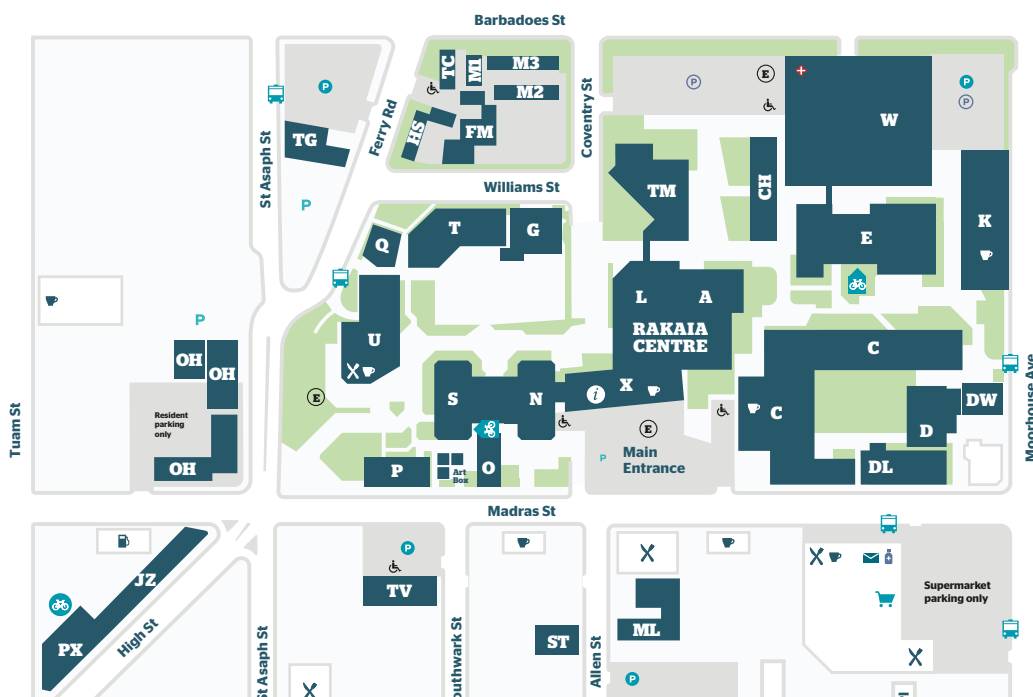 Barbadoes St
P
TG
St Asaph St
Ferry Rd
P
TC
M1
M3
M2
HS
FM
Coventry St
P
E
W
P
P
TM
CH
K
E
Williams St
Q
T
G
U
L
A
RAKAIA
CENTRE
C
X
i
S
N
E
E
P
Main
Entrance
C
D
DW
DL
P
Art
Box
O
Tuam St
P
OH
OH
OH
Resident
parking
only
Moorhouse Ave
Madras St
JZ
PX
High St
St Asaph St
P
TV
outhwark St
ST
Allen St
ML
P
Supermarket
parking only